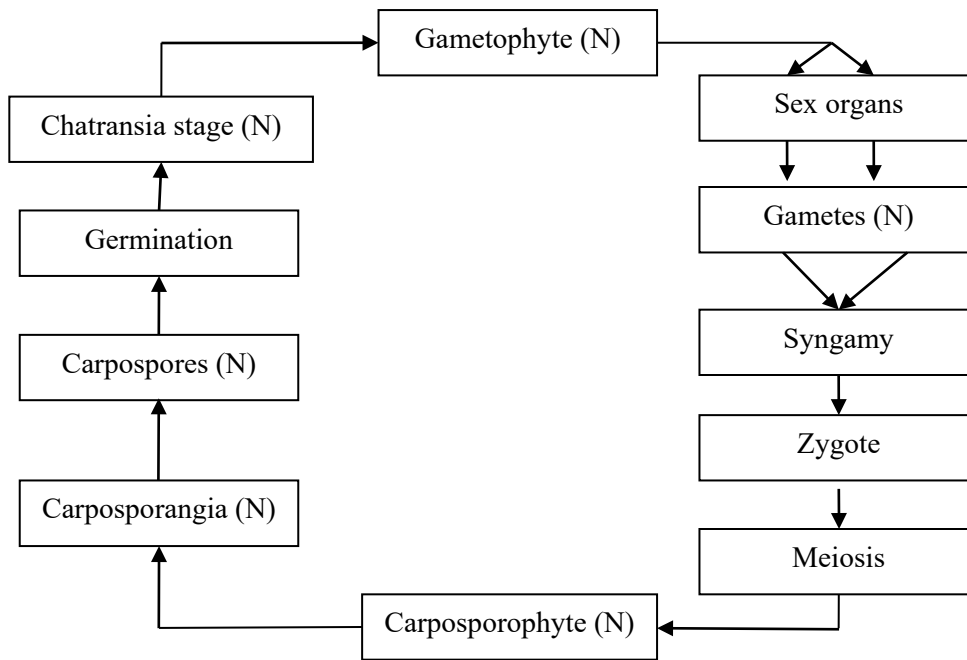 Gametophyte (N)
Sex organs
Gametes (N)
Syngamy
Zygote
Meiosis
Carposporophyte (N)
Carposporangia (N)
Carpospores (N)
Germination
Chatransia stage (N)